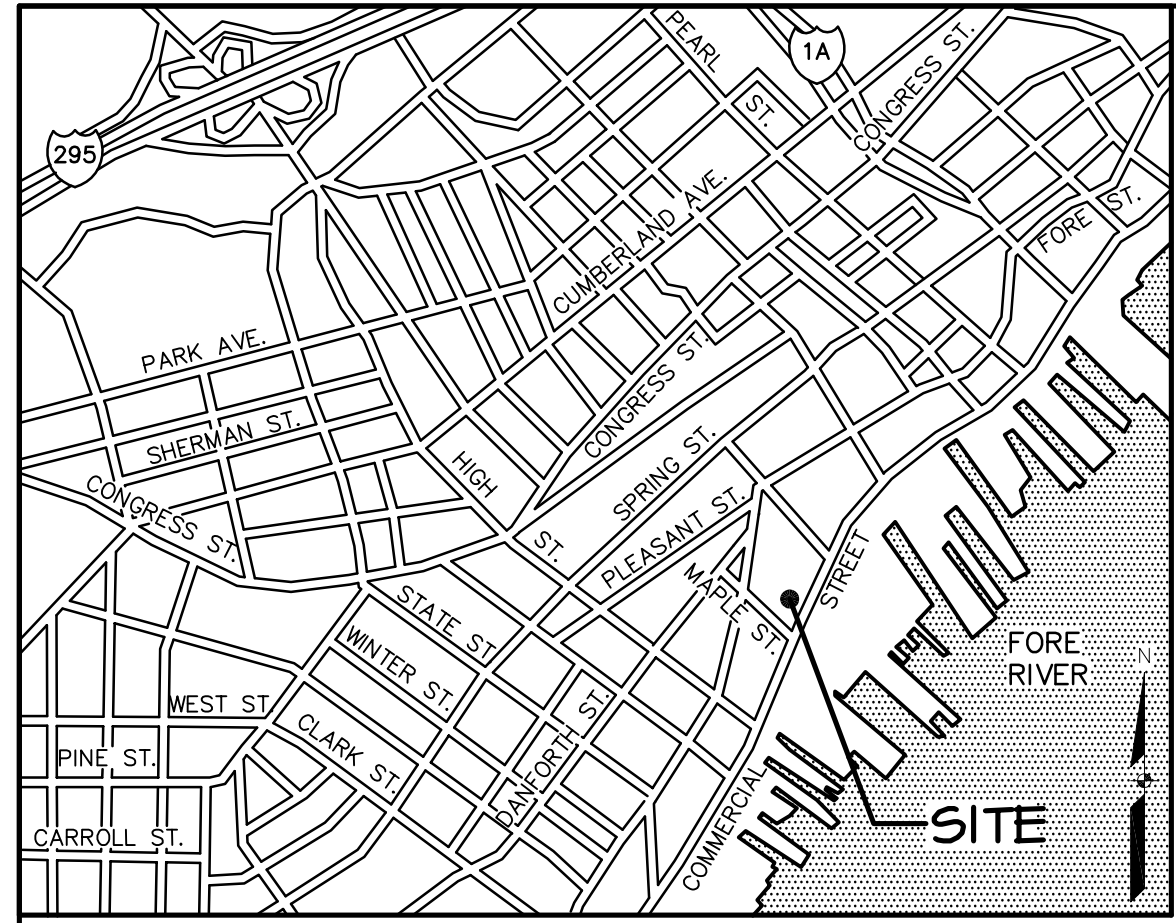 PEARL
ST.
1A
CONGRESS ST.
295
CUMBERLAND AVE.
FORE ST.
PARK AVE.
SHERMAN ST.
CONGRESS ST.
HIGH
ST.
CONGRESS ST.
SPRING ST.
PLEASANT ST.
MAPLE ST.
STREET
FORE
RIVER
N
STATE ST
WINTER ST.
WEST ST
CLARK ST.
PINE ST.
DANFORTH ST.
COMMERCIAL
SITE
CARROLL ST.